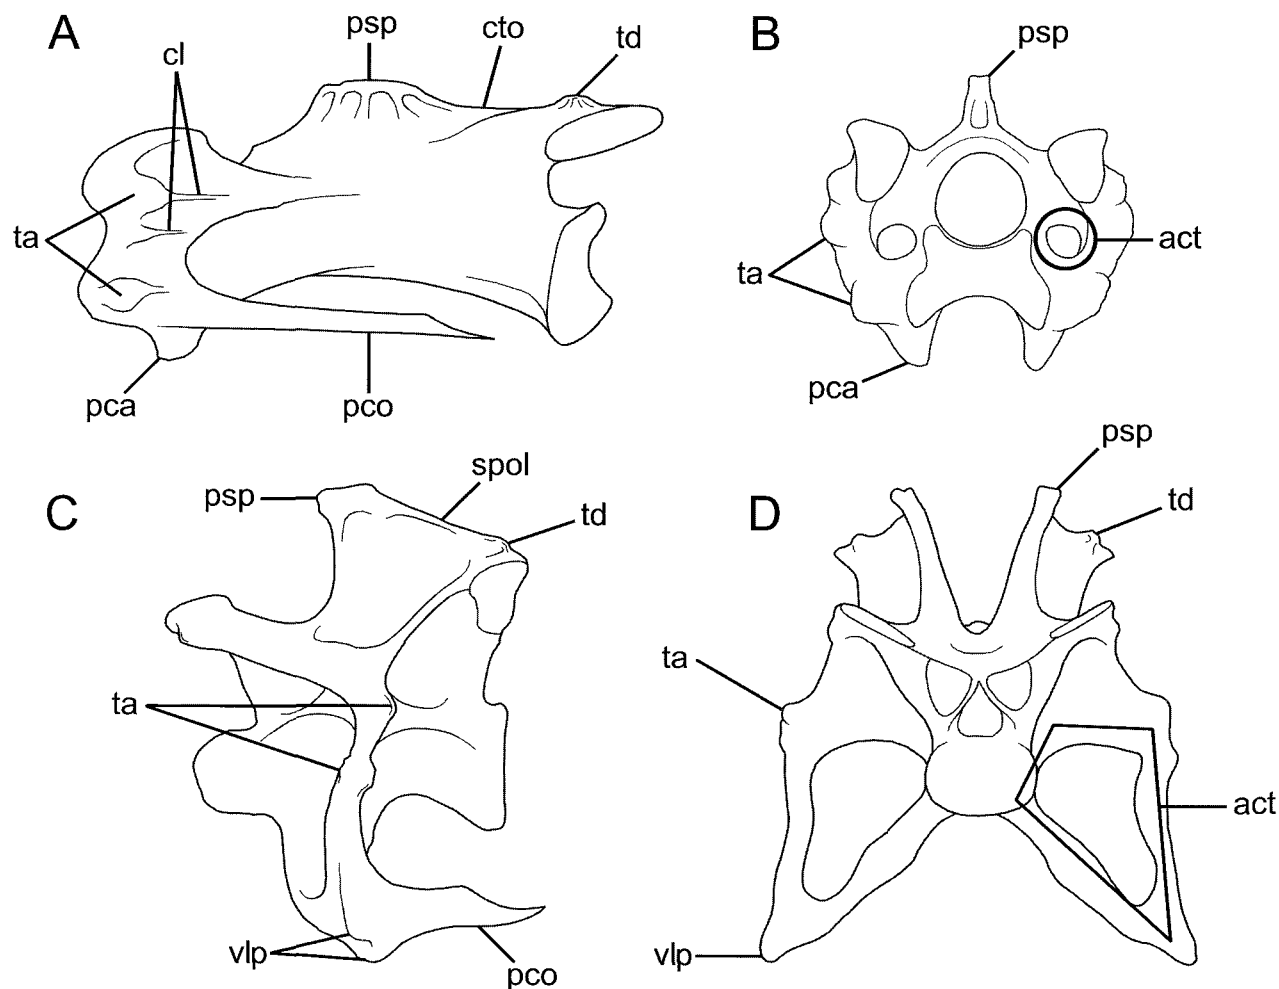 A
psp
cto
td
cl
ta
pca
pco
B
psp
act
ta
pca
C
psp
spol
td
ta
vlp
pco
D
psp
td
ta
act
vlp